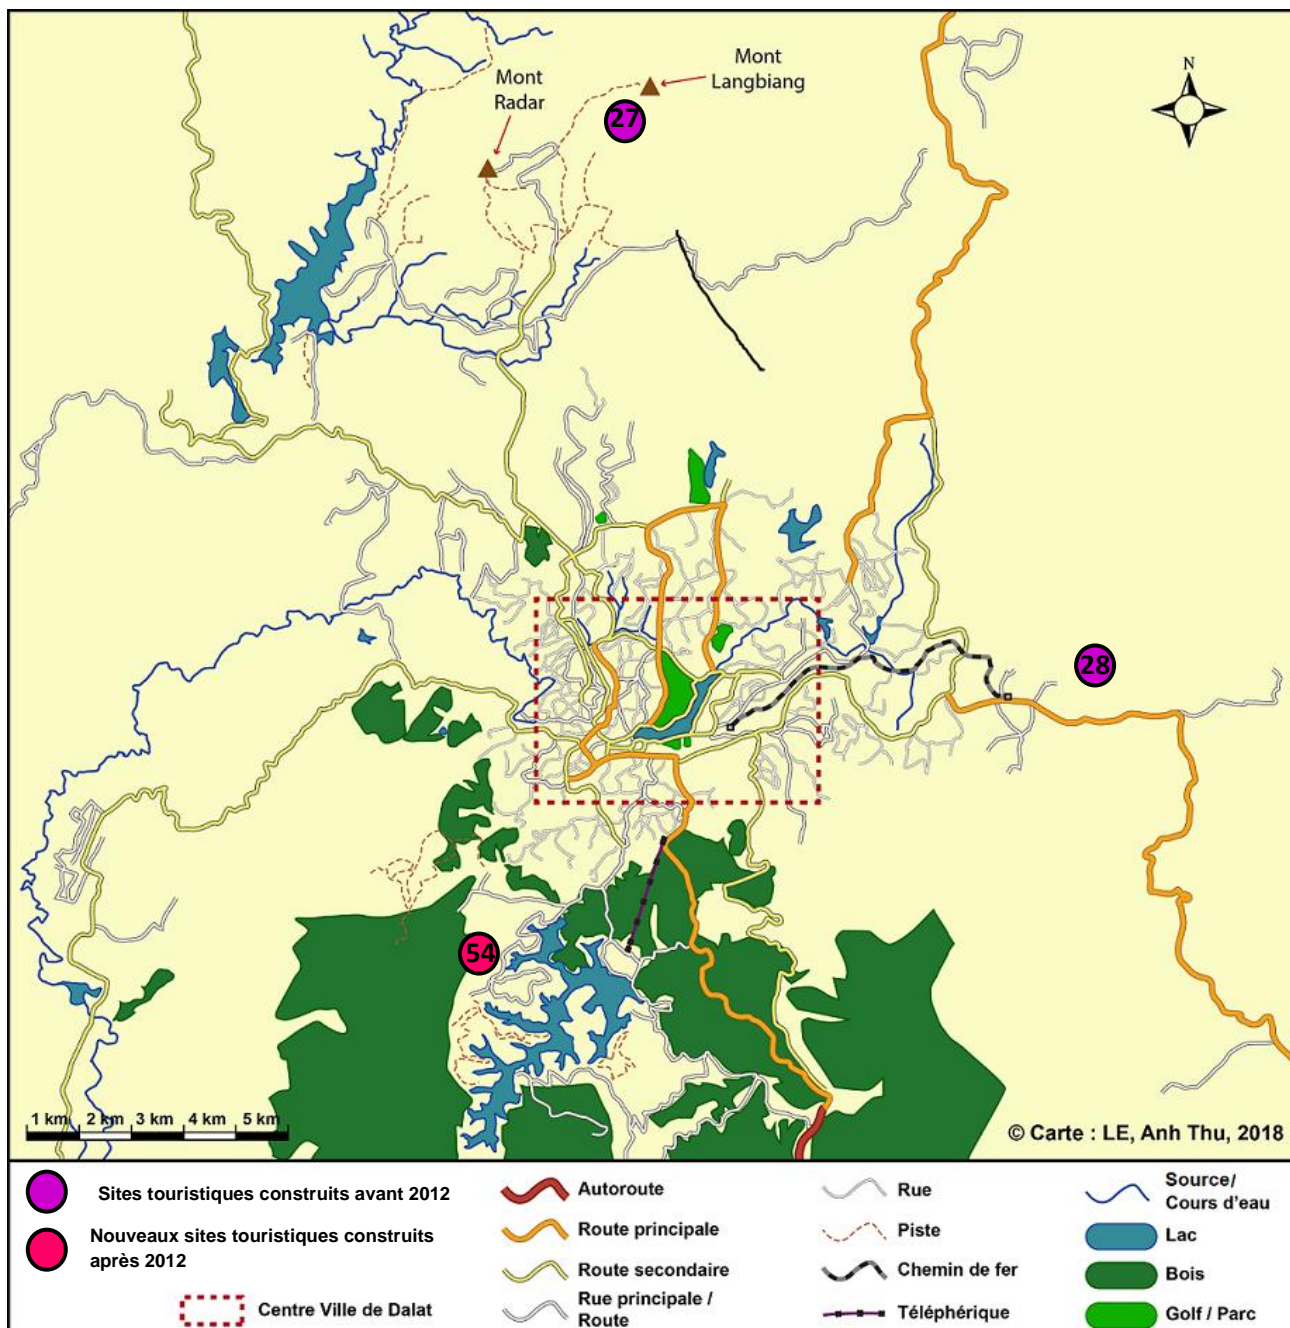 Mont
Radar
Mont
Langbiang
N
27
28
54
1 km 2 km 3 km 4 km 5 km
© Carte : LE, Anh Thu, 2018
Sites touristiques construits avant 2012
Nouveaux sites touristiques construits
après 2012
Centre Ville de Dalat
Autoroute
Route principale
Route secondaire
Rue principale /
Route
Rue
Piste
Chemin de fer
Téléphérique
Source/
Cours d'eau
Lac
Bois
Golf / Parc